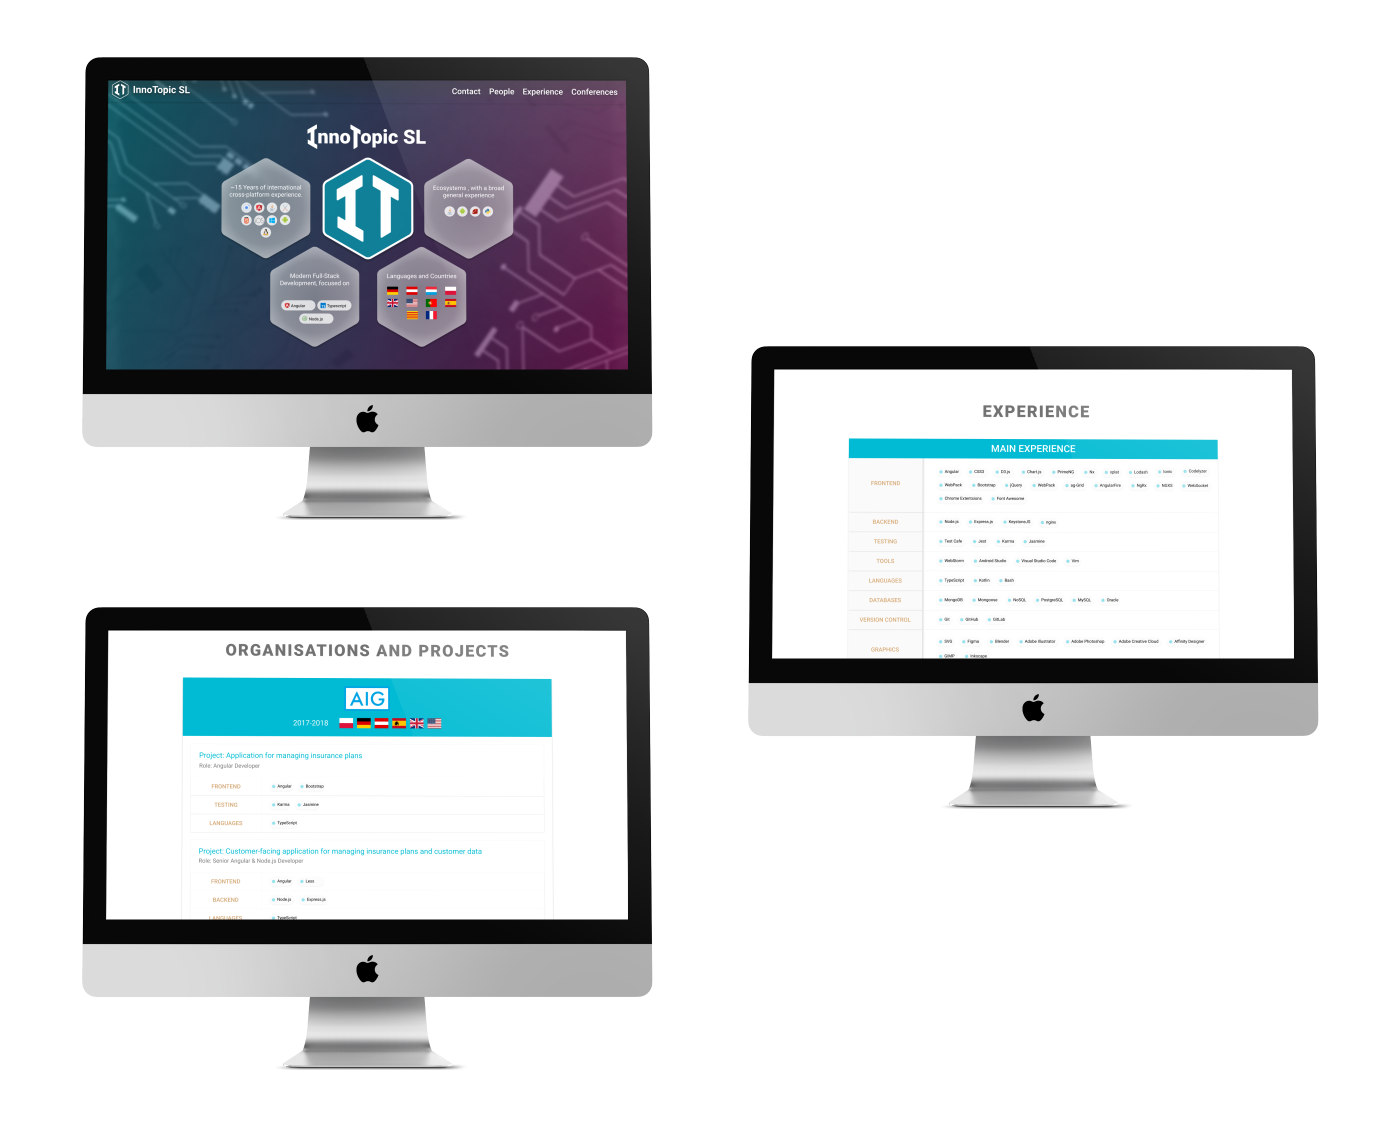 InnoTopic SL
Contact People Experience Conferences
InnoTopic SL
~15 Years of international
cross-platform experience.
IT
Ecosystems , with a broad
general experience
Modern Full-Stack
Development, focused on
Angular Typescript
Node.js
Languages and Countries
EXPERIENCE
MAIN EXPERIENCE
FRONTEND
Angular CSS3 D3.js Chart.js PrimeNG Nx xplat Lodash Ionic Codelyzer
WebPack Bootstrap jQuery WebPack ag-Grid AngularFire NgRx NGXS WebSocket
Chrome Extensions Font Awesome
BACKEND Node.js Express.js KeystoneJS nginx
TESTING Test Cafe Jest Karma Jasmine
TOOLS WebStorm Android Studio Visual Studio Code Vim
LANGUAGES TypeScript Kotlin Bash
DATABASES MongoDB Mongoose NoSQL PostgreSQL MySQL Oracle
VERSION CONTROL Git GitHub GitLab
GRAPHICS
SVG Figma Blender Adobe Illustrator Adobe Photoshop Adobe Creative Cloud Affinity Designer
GIMP Inkscape
ORGANISATIONS AND PROJECTS
AIG
2017-2018
Project: Application for managing insurance plans
Role: Angular Developer
FRONTEND Angular Bootstrap
TESTING Karma Jasmine
LANGUAGES TypeScript
Project: Customer-facing application for managing insurance plans and customer data
Role: Senior Angular & Node.js Developer
FRONTEND Angular Less
BACKEND Node.js Express.js
LANGUAGES TypeScript